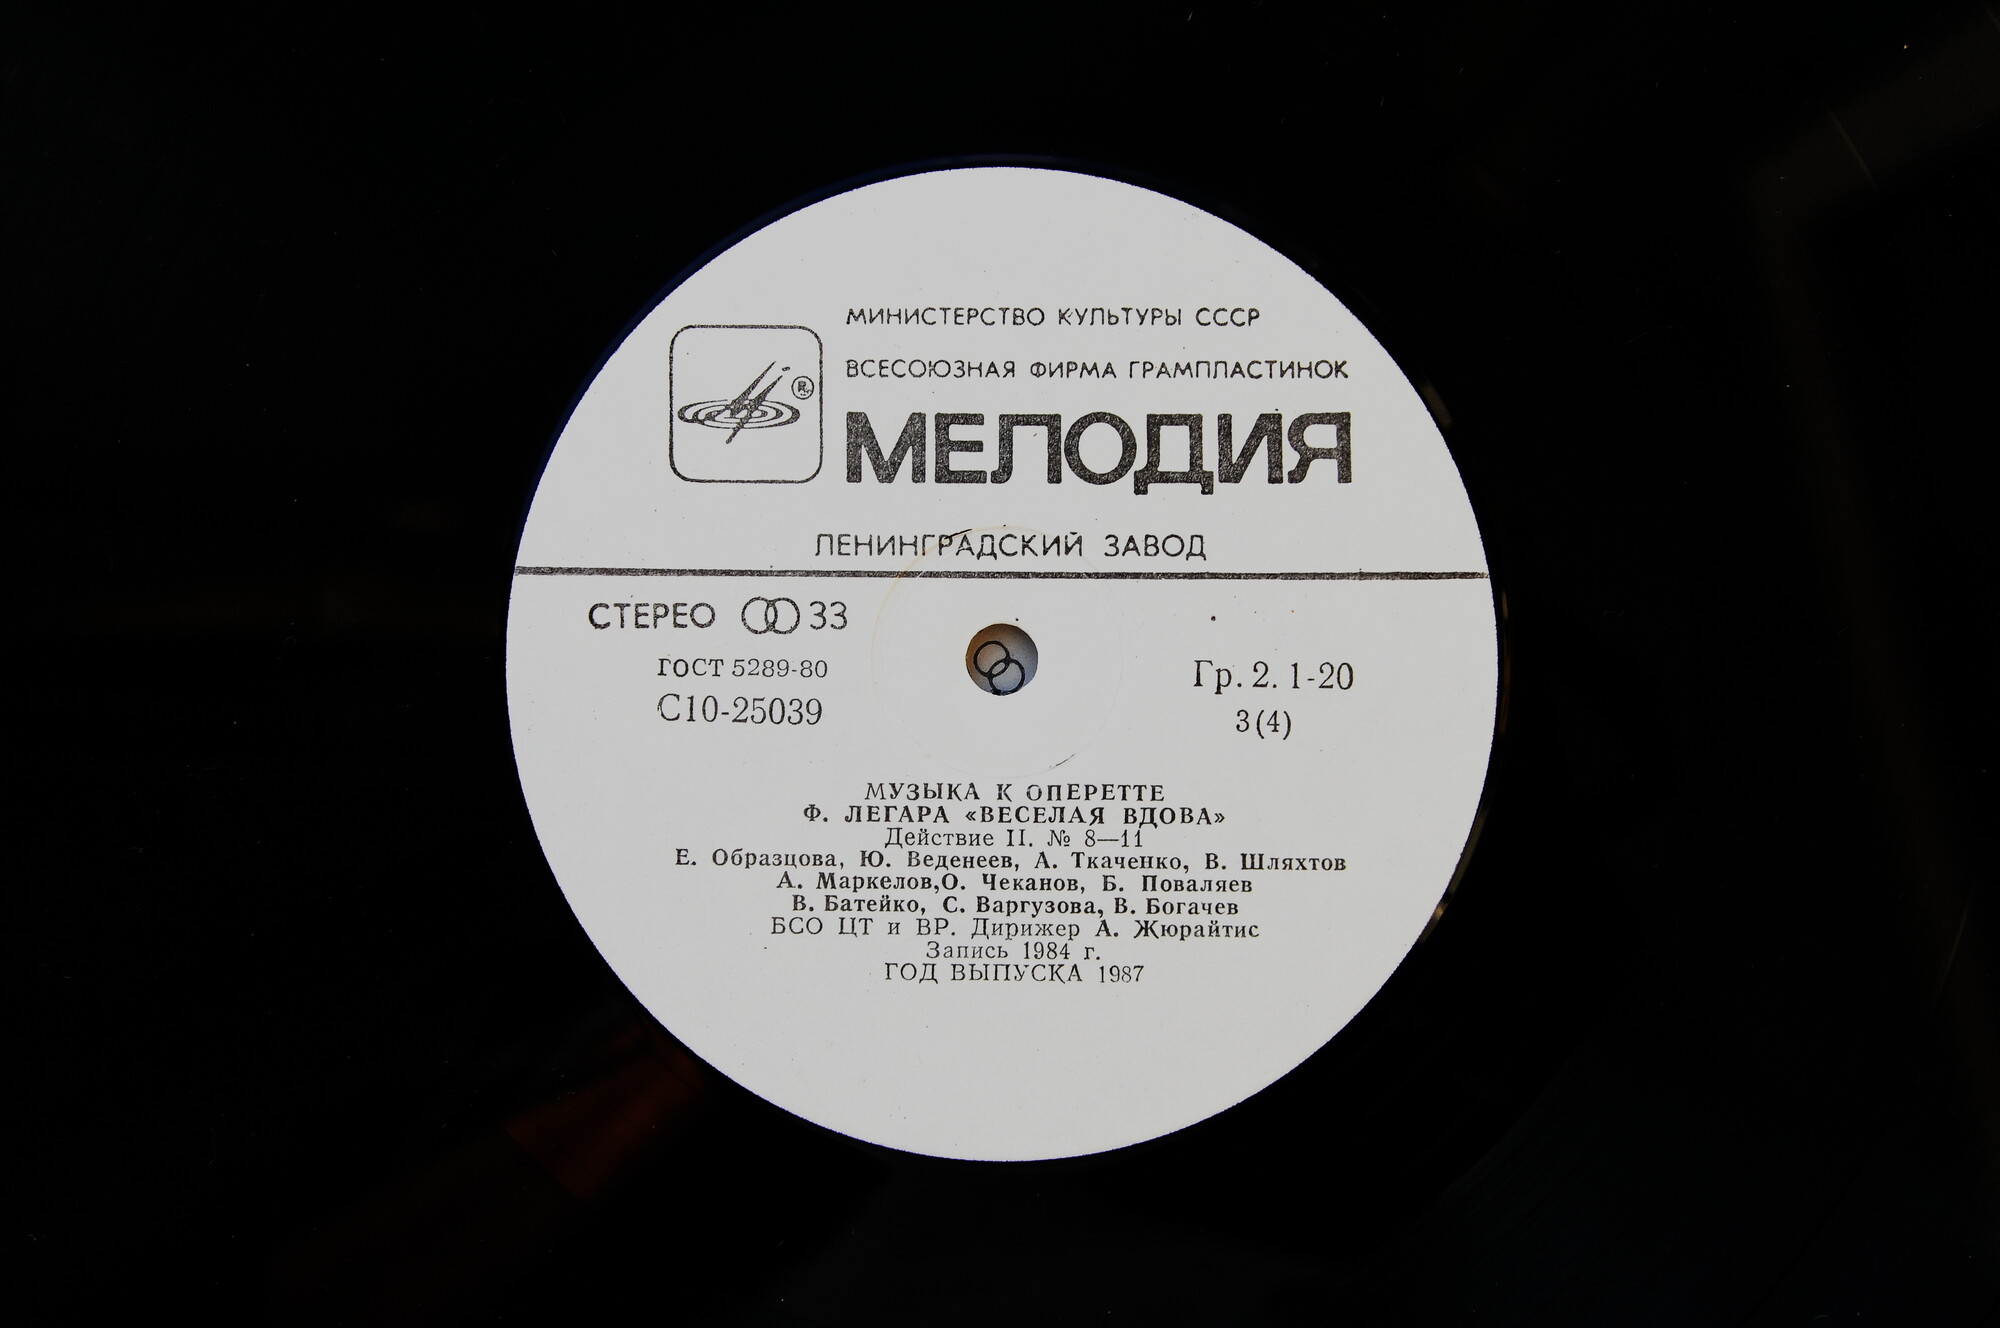 МИНИСТЕРСТВО КУЛЬТУРЫ СССР
ВСЕСОЮЗНАЯ ФИРМА ГРАМПЛАСТИНОК
®
МЕЛОДИЯ
ЛЕНИНГРАДСКИЙ ЗАВОД
СТЕРЕО 33
ГОСТ 5289-80
С10-25039
Гр. 2. 1-20
3(4)
МУЗЫКА К ОПЕРЕТТЕ
Ф. ЛЕГАРА «ВЕСЕЛАЯ ВДОВА»
Действие II. № 8—11
Е. Образцова, Ю. Веденеев, А. Ткаченко, В. Шляхтов
А. Маркелов,О. Чеканов, Б. Поваляев
В. Батейко, С. Варгузова, В. Богачев
БСО ЦТ и ВР. Дирижер А. Жюрайтис
Запись 1984 г.
ГОД ВЫПУСКА 1987